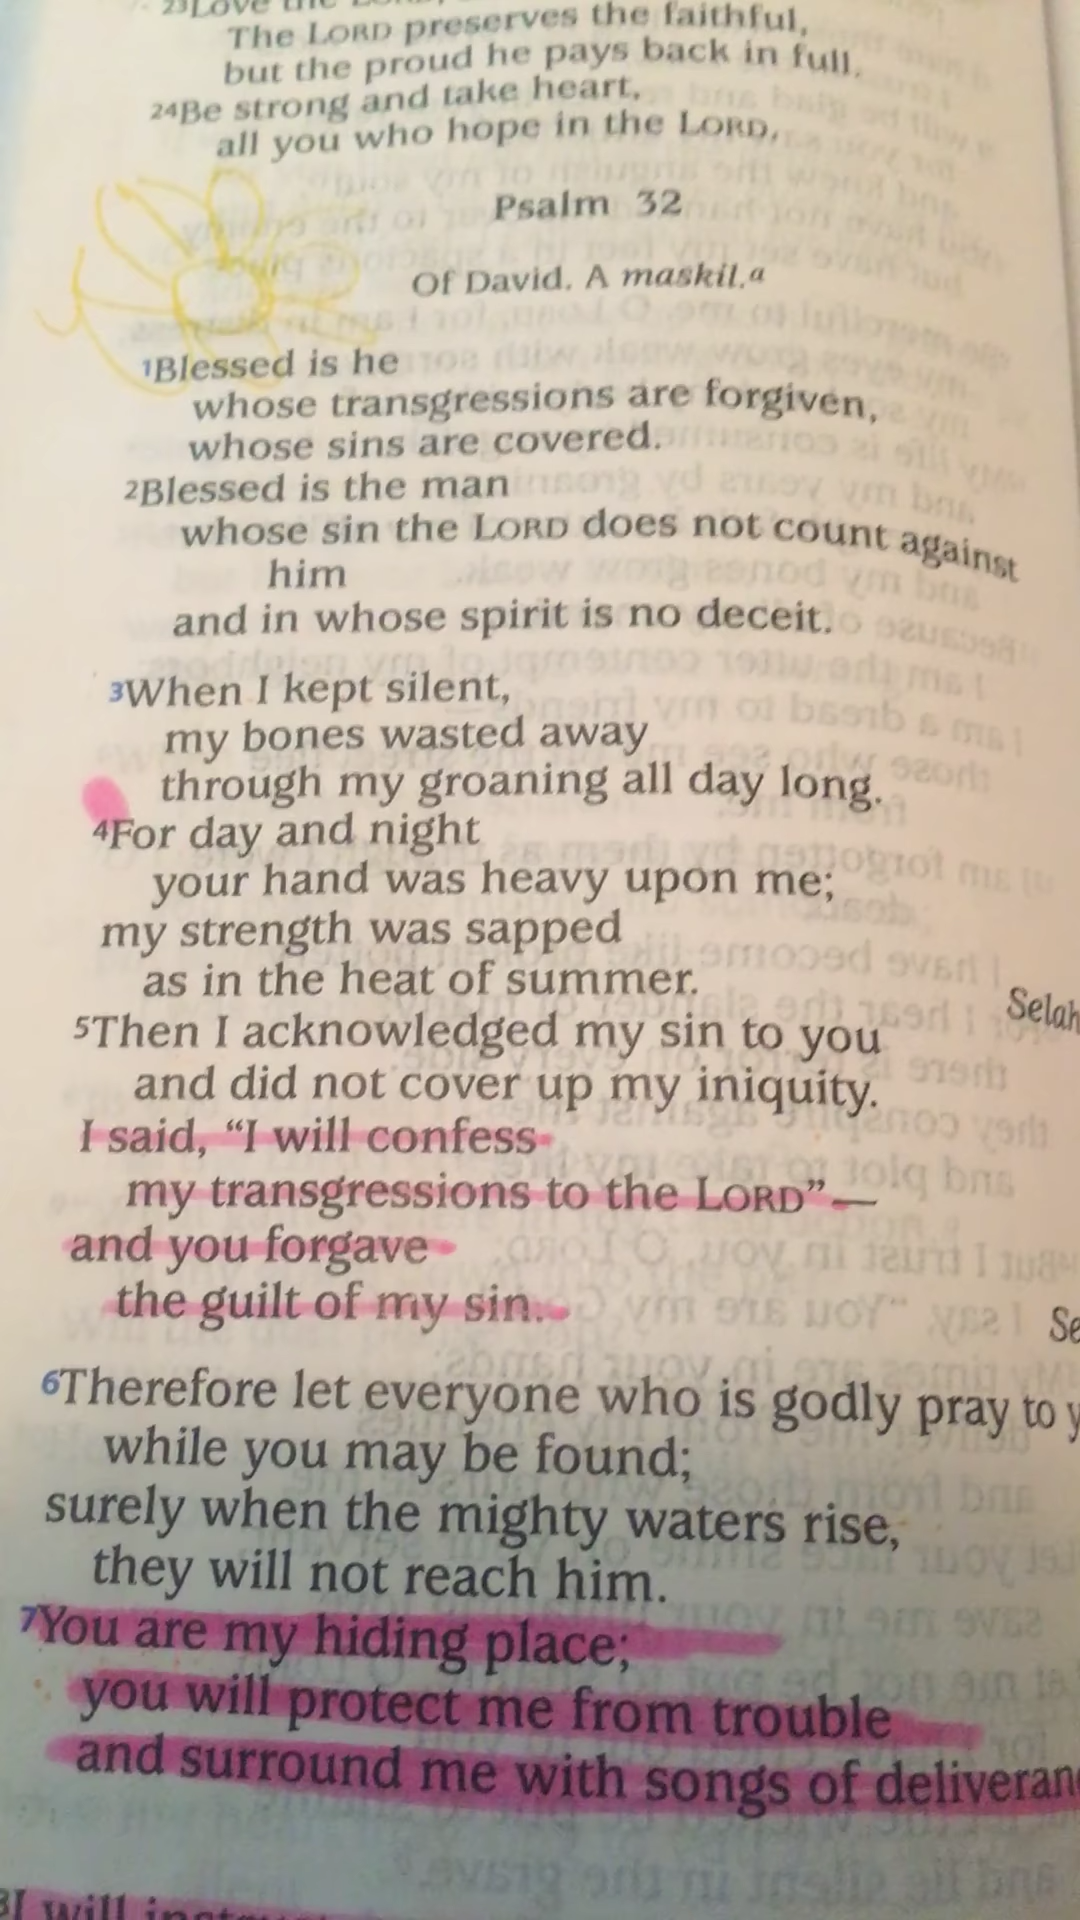 23Love the LORD,
The LORD preserves the faithful,
but the proud he pays back in full.
24Be strong and take heart,
all you who hope in the LORD.
Psalm 32
Of David. A maskil.a
1Blessed is he
whose transgressions are forgiven,
whose sins are covered.
2Blessed is the man
whose sin the LORD does not count against
him
and in whose spirit is no deceit.
3When I kept silent,
my bones wasted away
through my groaning all day long.
4For day and night
your hand was heavy upon me;
my strength was sapped
as in the heat of summer. Selah
5Then I acknowledged my sin to you
and did not cover up my iniquity.
I said, “I will confess
my transgressions to the LORD”—
and you forgave
the guilt of my sin. Se
6Therefore let everyone who is godly pray to y
while you may be found;
surely when the mighty waters rise,
they will not reach him.
7You are my hiding place;
you will protect me from trouble
and surround me with songs of deliveran
8I will